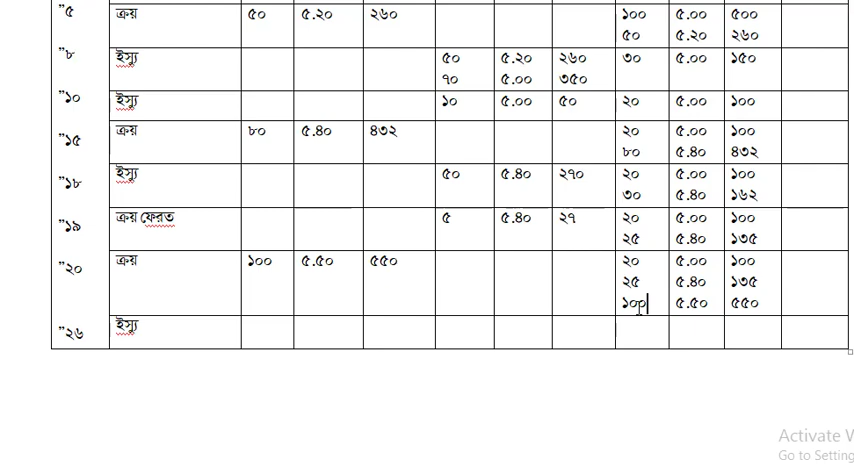 ”৫ ক্রয় ৫০ ৫.২০ ২৬০ ১০০ ৫.০০ ৫০০
৫০ ৫.২০ ২৬০
”৮ ইস্যু ৫০ ৫.২০ ২৬০ ৩০ ৫.০০ ১৫০
৭০ ৫.০০ ৩৫০
”১০ ইস্যু ১০ ৫.০০ ৫০ ২০ ৫.০০ ১০০
”১৫ ক্রয় ৮০ ৫.৪০ ৪৩২ ২০ ৫.০০ ১০০
৮০ ৫.৪০ ৪৩২
”১৮ ইস্যু ৫০ ৫.৪০ ২৭০ ২০ ৫.০০ ১০০
৩০ ৫.৪০ ১৬২
”১৯ ক্রয় ফেরত ৫ ৫.৪০ ২৭ ২০ ৫.০০ ১০০
২৫ ৫.৪০ ১৩৫
”২০ ক্রয় ১০০ ৫.৫০ ৫৫০ ২০ ৫.০০ ১০০
২৫ ৫.৪০ ১৩৫
১০০ ৫.৫০ ৫৫০
”২৬ ইস্যু
Activate
Go to